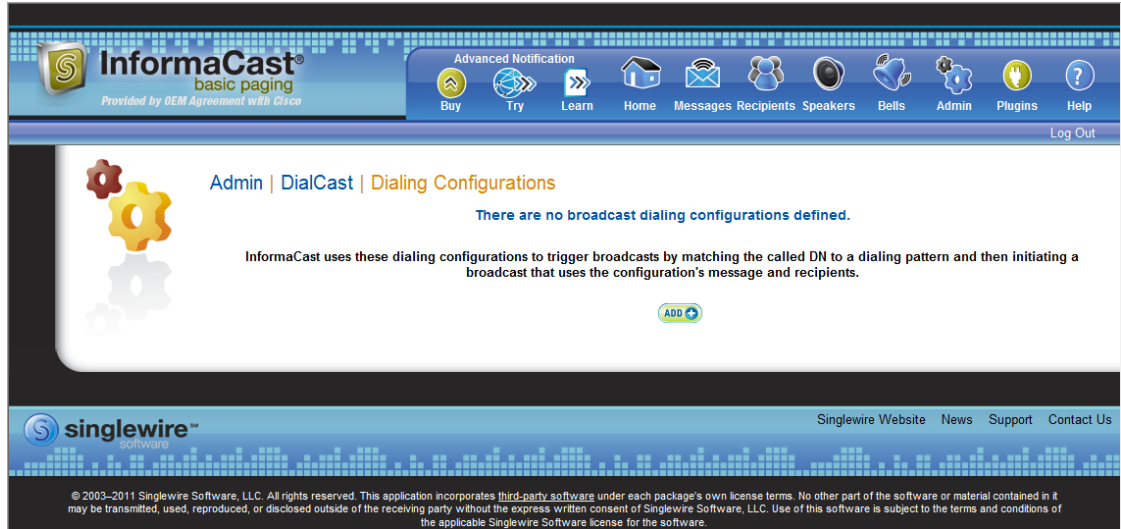 InformaCast®
basic paging
Provided by OEM Agreement with Cisco
Advanced Notification
Buy Try Learn Home Messages Recipients Speakers Bells Admin Plugins Help
Log Out
Admin | DialCast | Dialing Configurations
There are no broadcast dialing configurations defined.
InformaCast uses these dialing configurations to trigger broadcasts by matching the called DN to a dialing pattern and then initiating a
broadcast that uses the configuration's message and recipients.
ADD
singlewire℠
software
Singlewire Website News Support Contact Us
© 2003–2011 Singlewire Software, LLC. All rights reserved. This application incorporates third-party software under each package's own license terms. No other part of the software or material contained in it
may be transmitted, used, reproduced, or disclosed outside of the receiving party without the express written consent of Singlewire Software, LLC. Use of this software is subject to the terms and conditions of
the applicable Singlewire Software license for the software.